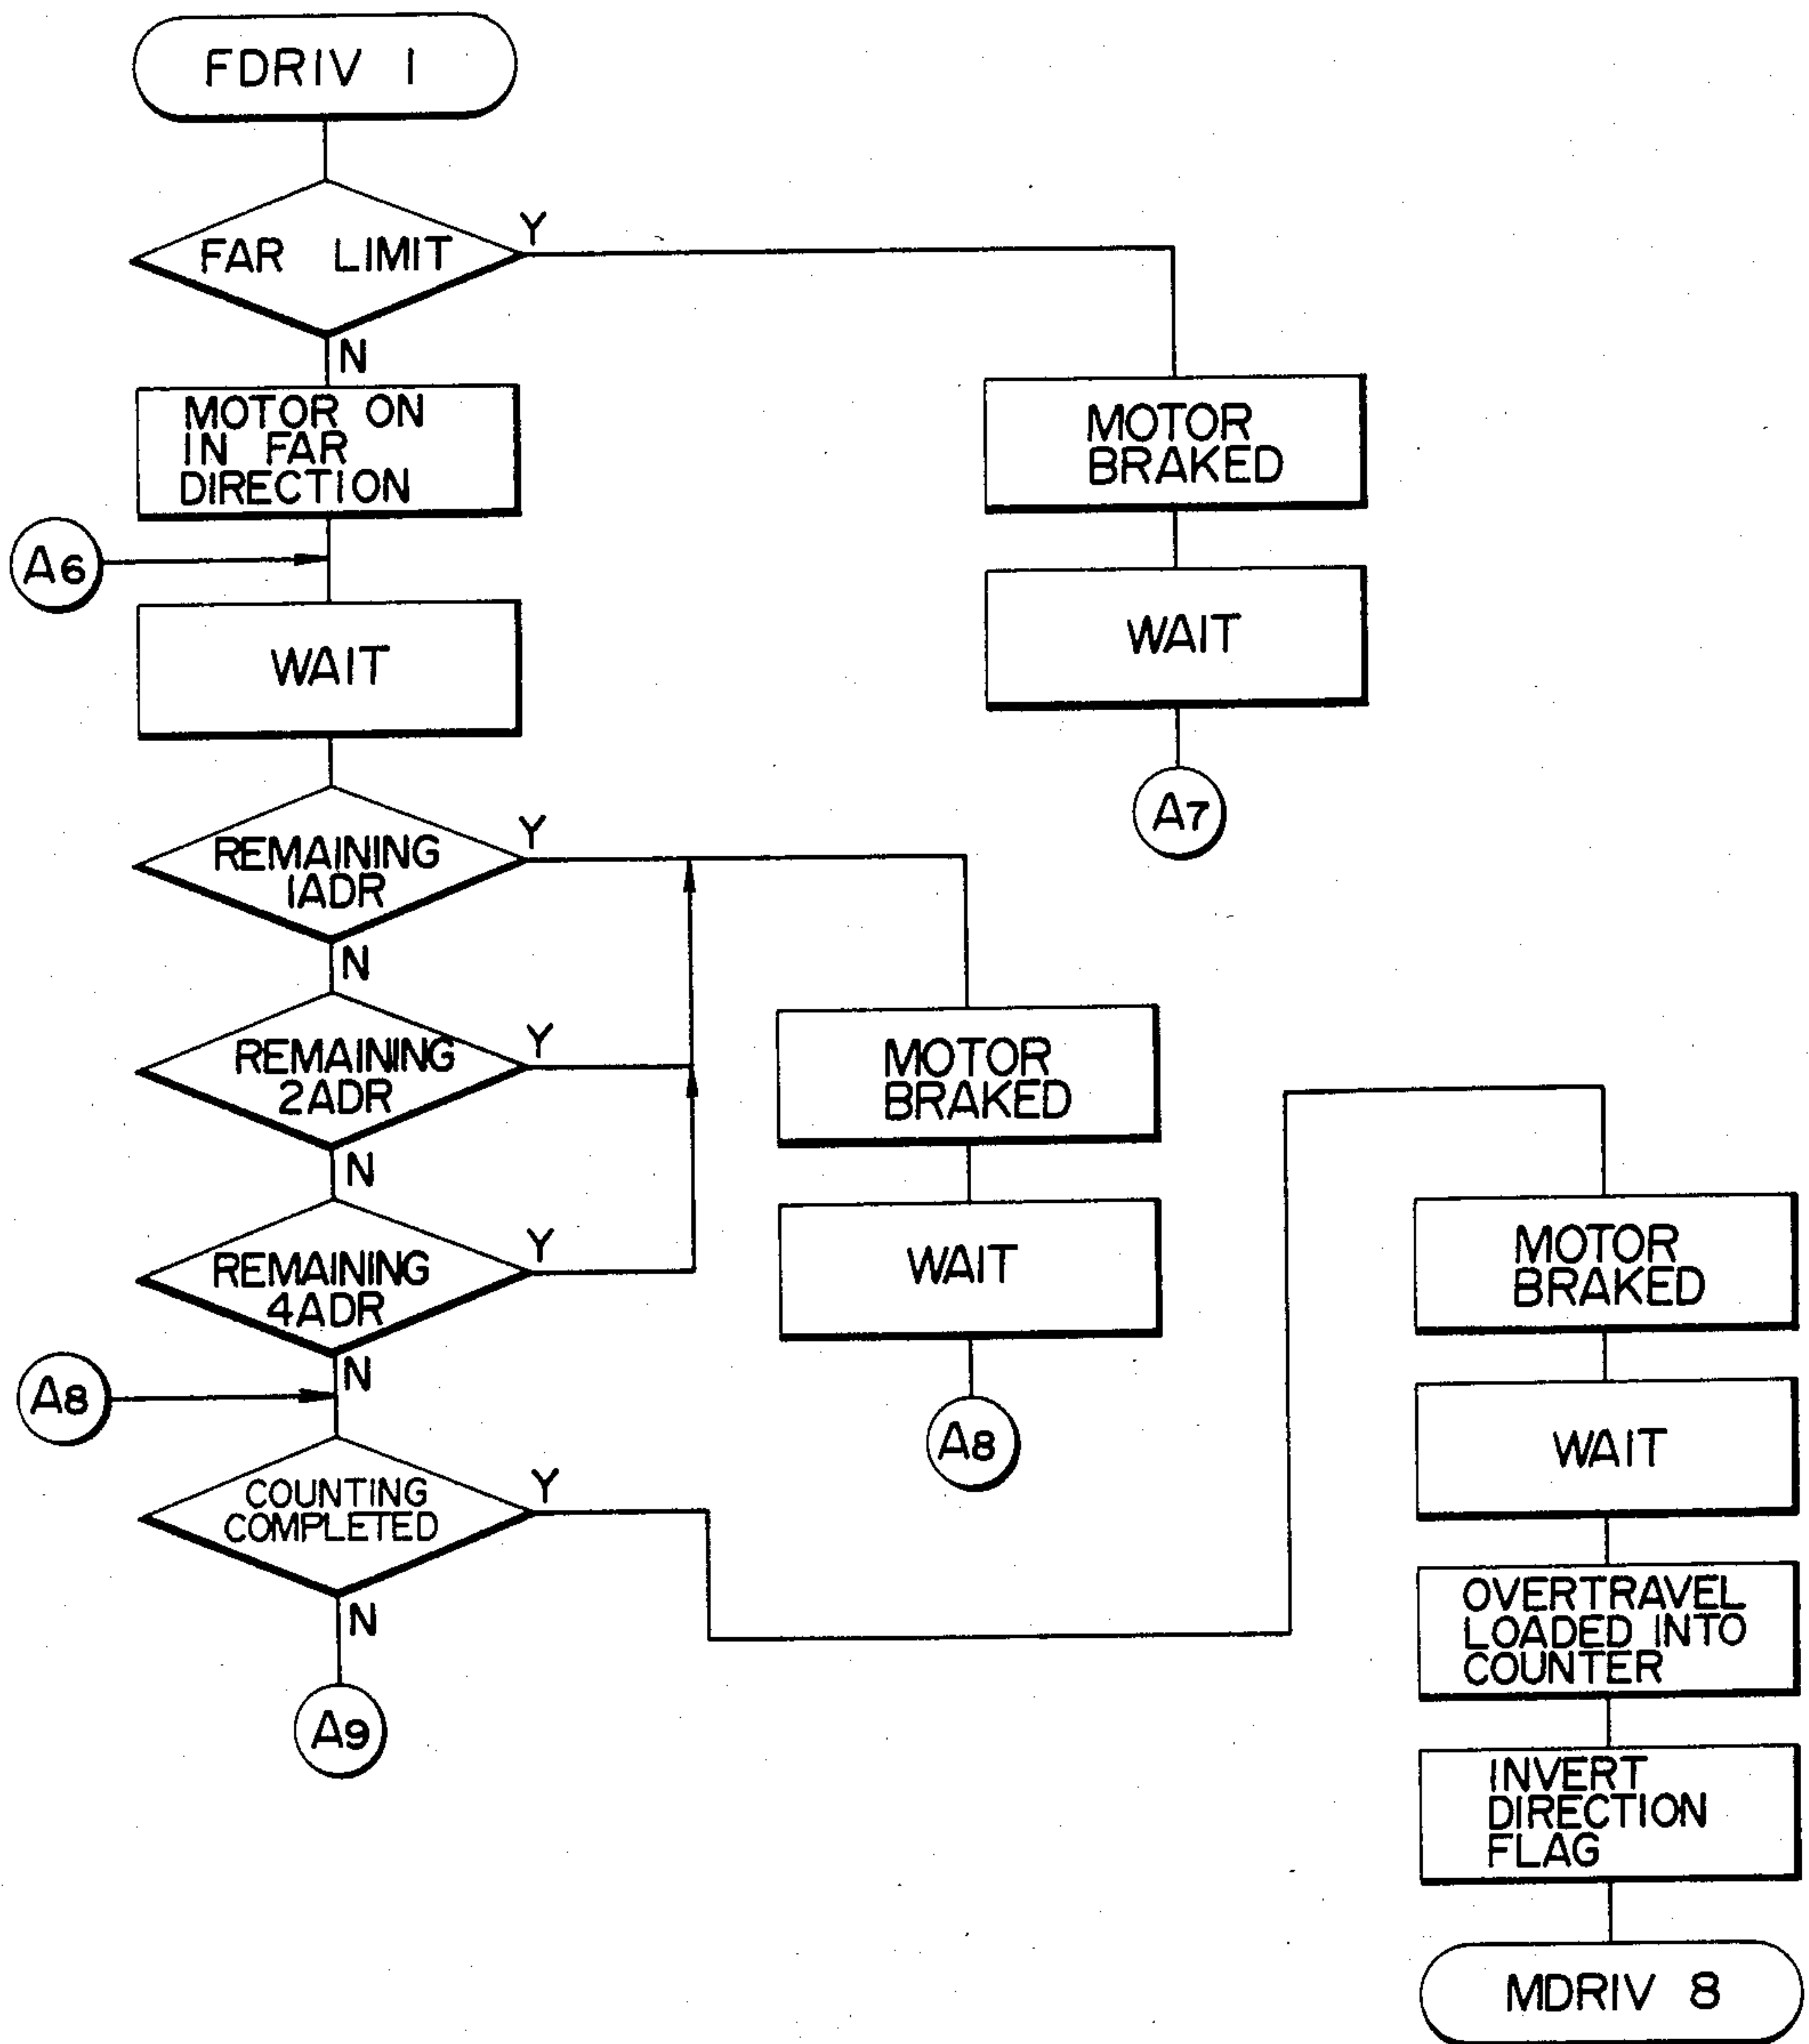 FDRIV 1
FAR LIMIT
Y
N
MOTOR ON
IN FAR
DIRECTION
MOTOR
BRAKED
A6
WAIT
WAIT
A7
REMAINING
1ADR
Y
N
REMAINING
2ADR
Y
N
MOTOR
BRAKED
REMAINING
4ADR
Y
N
WAIT
A8
A8
COUNTING
COMPLETED
Y
N
A9
MOTOR
BRAKED
WAIT
OVERTRAVEL
LOADED INTO
COUNTER
INVERT
DIRECTION
FLAG
MDRIV 8